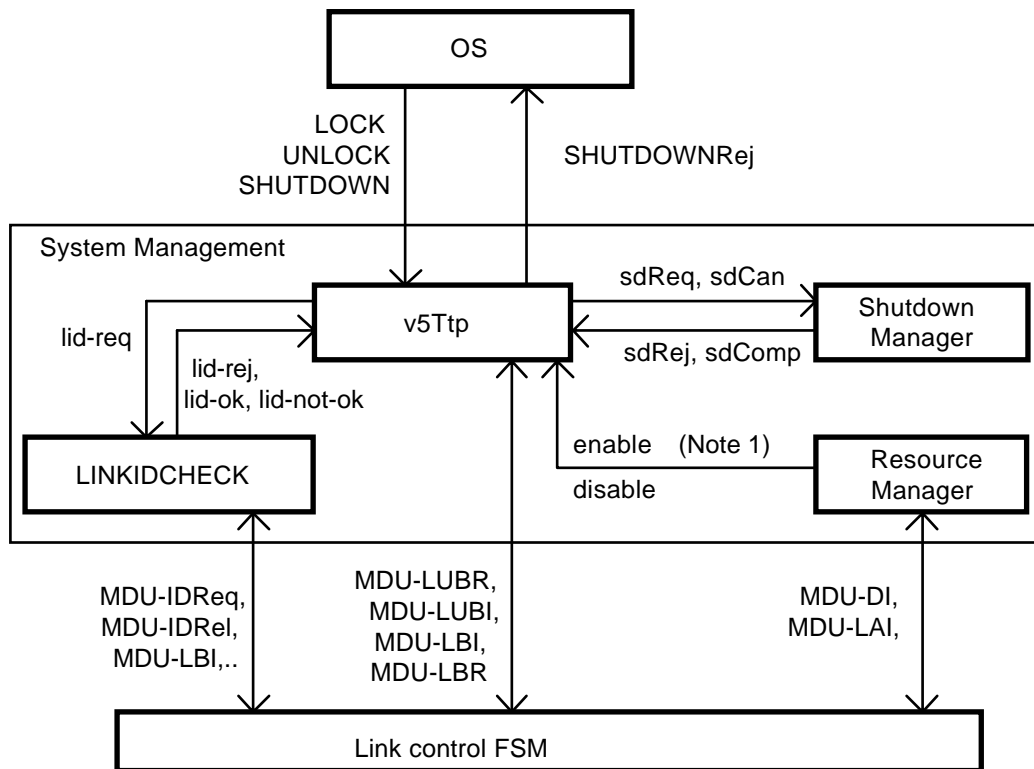 OS
LOCK
UNLOCK
SHUTDOWN
SHUTDOWNRej
System Management
lid-req
lid-rej,
lid-ok, lid-not-ok
v5Ttp
sdReq, sdCan
sdRej, sdComp
Shutdown
Manager
LINKIDCHECK
enable (Note 1)
disable
Resource
Manager
MDU-IDReq,
MDU-IDRel,
MDU-LBI,..
MDU-LUBR,
MDU-LUBI,
MDU-LBI,
MDU-LBR
MDU-DI,
MDU-LAI,
Link control FSM